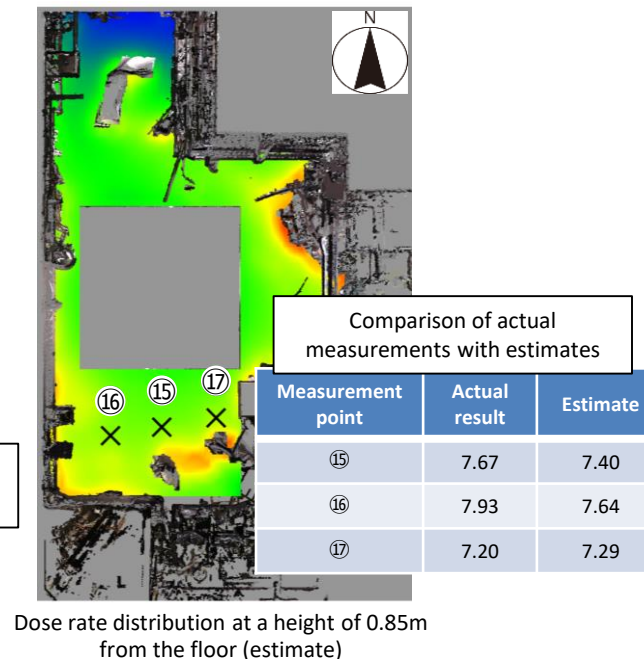 N
⑯ ⑮ ⑰
Comparison of actual
measurements with estimates
Measurement point Actual result Estimate
⑮ 7.67 7.40
⑯ 7.93 7.64
⑰ 7.20 7.29
Dose rate distribution at a height of 0.85m
from the floor (estimate)